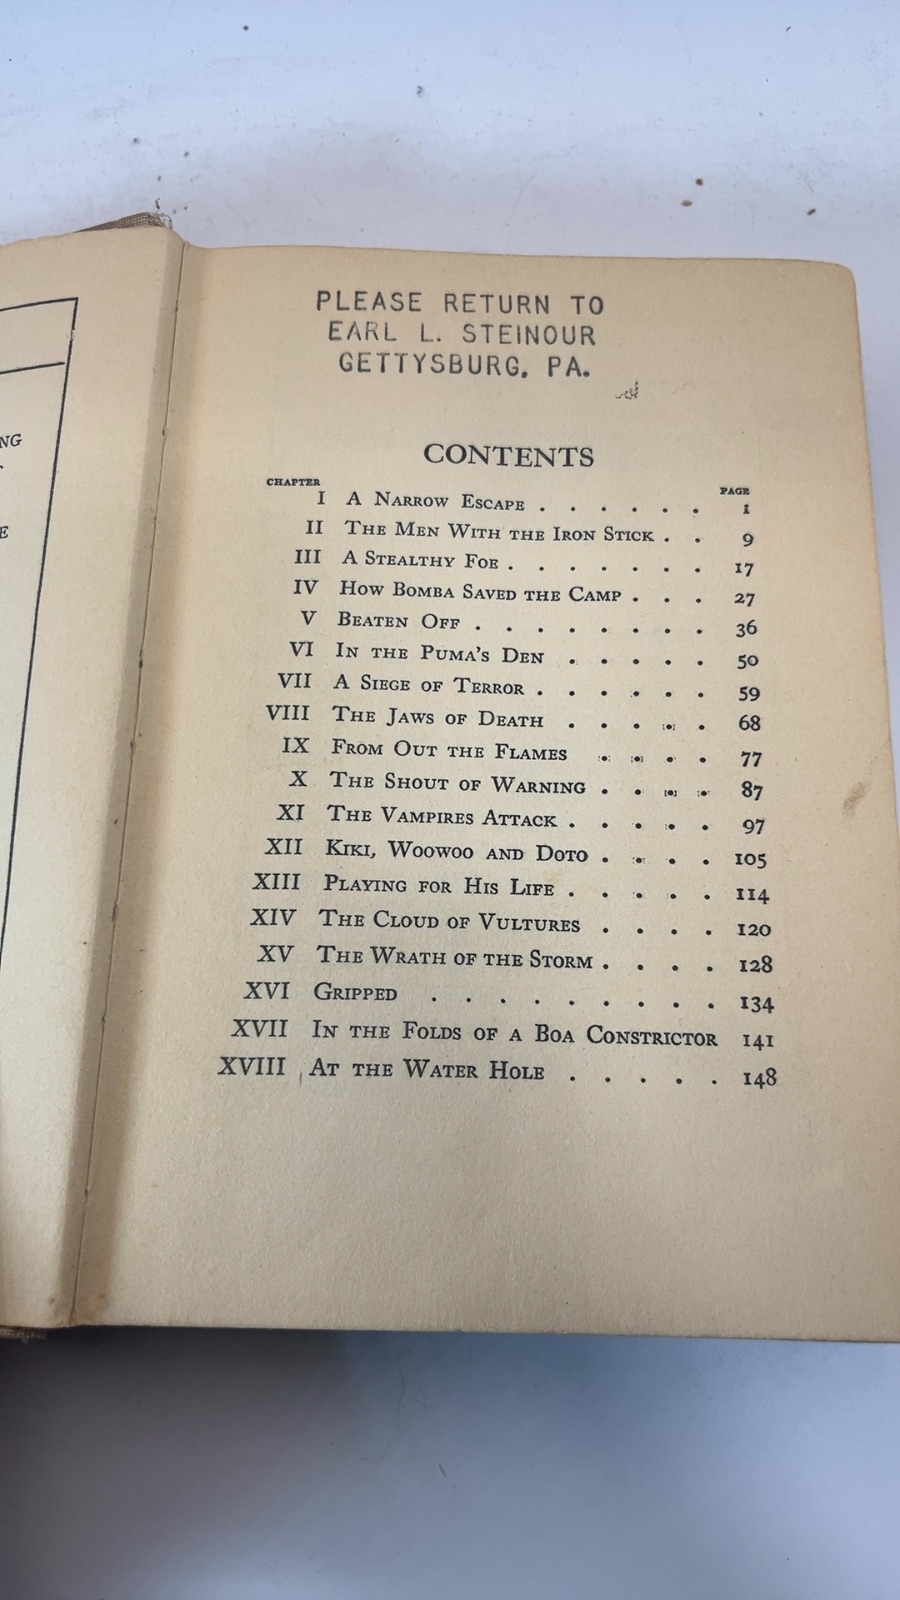 NG
E
PLEASE RETURN TO
EARL L. STEINOUR
GETTYSBURG, PA.
CONTENTS
CHAPTER PAGE
I A Narrow Escape . . . . . . 1
II The Men With the Iron Stick . . 9
III A Stealthy Foe . . . . . . . 17
IV How Bomba Saved the Camp . . . 27
V Beaten Off . . . . . . . . 36
VI In the Puma's Den . . . . . 50
VII A Siege of Terror . . . . . . 59
VIII The Jaws of Death . . . . . 68
IX From Out the Flames . . . . 77
X The Shout of Warning . . . . 87
XI The Vampires Attack . . . . . 97
XII Kiki, Woowoo and Doto . . . . 105
XIII Playing for His Life . . . . . 114
XIV The Cloud of Vultures . . . . 120
XV The Wrath of the Storm . . . . 128
XVI Gripped . . . . . . . . . 134
XVII In the Folds of a Boa Constrictor 141
XVIII At the Water Hole . . . . . 148